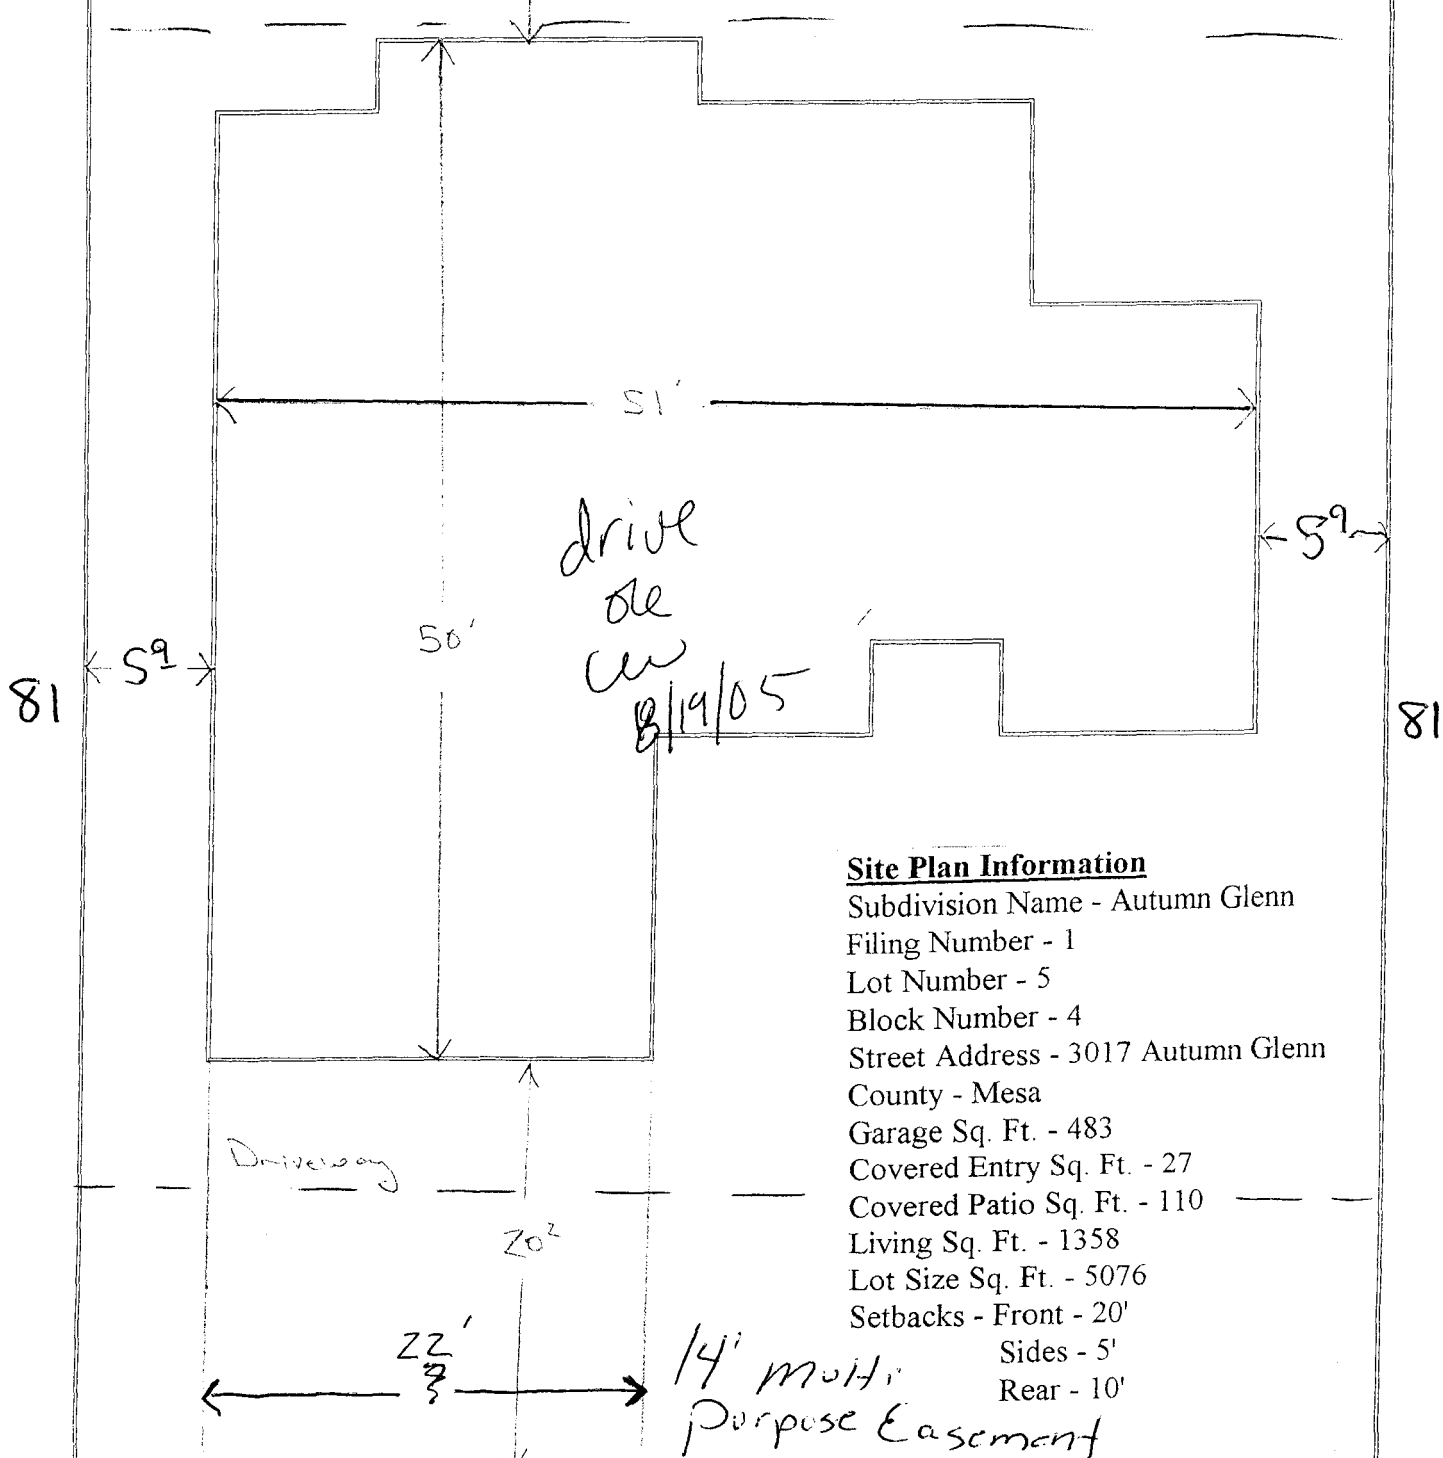 51'
drive
5⁹
50'
5⁹
8/19/05
81
81
Site Plan Information
Subdivision Name - Autumn Glenn
Filing Number - 1
Lot Number - 5
Block Number - 4
Street Address - 3017 Autumn Glenn
County - Mesa
Garage Sq. Ft. - 483
Covered Entry Sq. Ft. - 27
Driveway
Covered Patio Sq. Ft. - 110
20²
Living Sq. Ft. - 1358
Lot Size Sq. Ft. - 5076
Setbacks - Front - 20'
Sides - 5'
Rear - 10'
22'
14' Multi
Purpose Easement